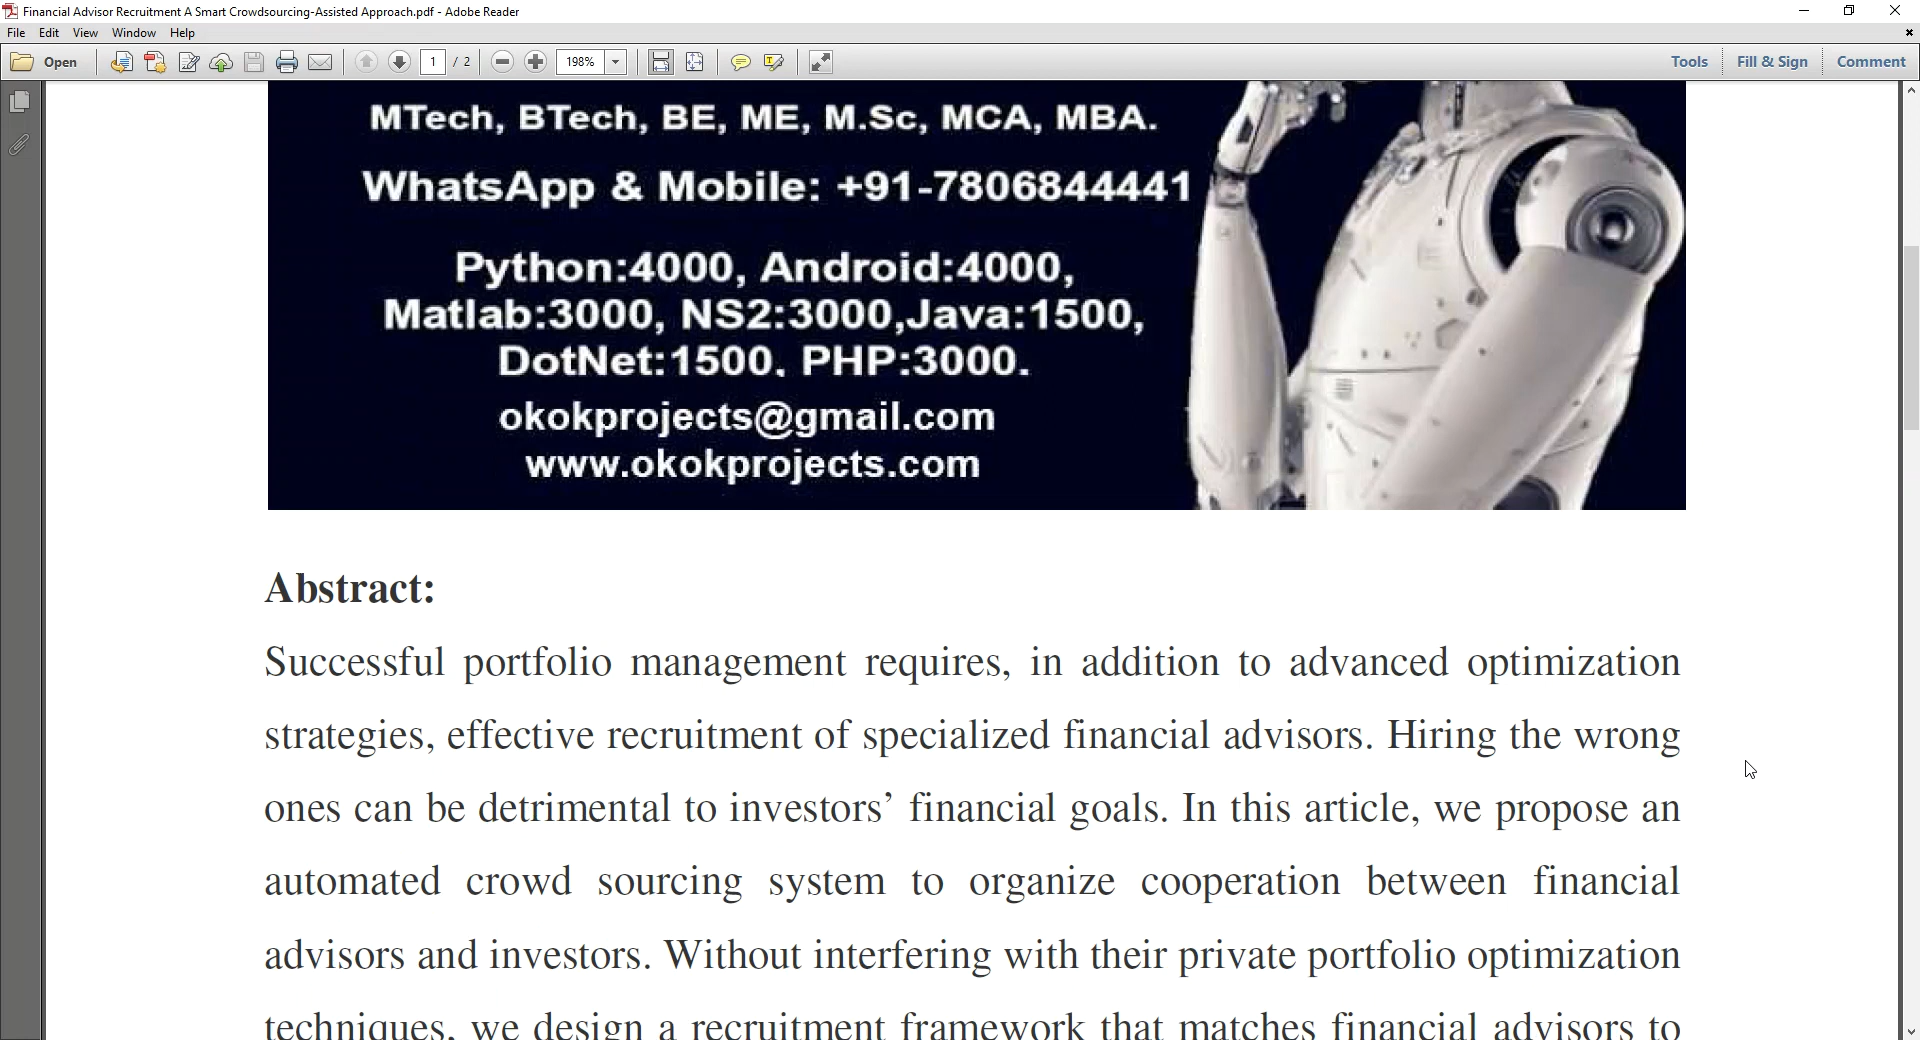 Financial Advisor Recruitment A Smart Crowdsourcing-Assisted Approach.pdf - Adobe Reader
File Edit View Window Help
Open 1 / 2 198% Tools Fill & Sign Comment
MTech, BTech, BE, ME, M.Sc, MCA, MBA.
WhatsApp & Mobile: +91-7806844441
Python:4000, Android:4000,
Matlab:3000, NS2:3000,Java:1500,
DotNet:1500, PHP:3000.
okokprojects@gmail.com
www.okokprojects.com
Abstract:
Successful portfolio management requires, in addition to advanced optimization
strategies, effective recruitment of specialized financial advisors. Hiring the wrong
ones can be detrimental to investors’ financial goals. In this article, we propose an
automated crowd sourcing system to organize cooperation between financial
advisors and investors. Without interfering with their private portfolio optimization
techniques, we design a recruitment framework that matches financial advisors to